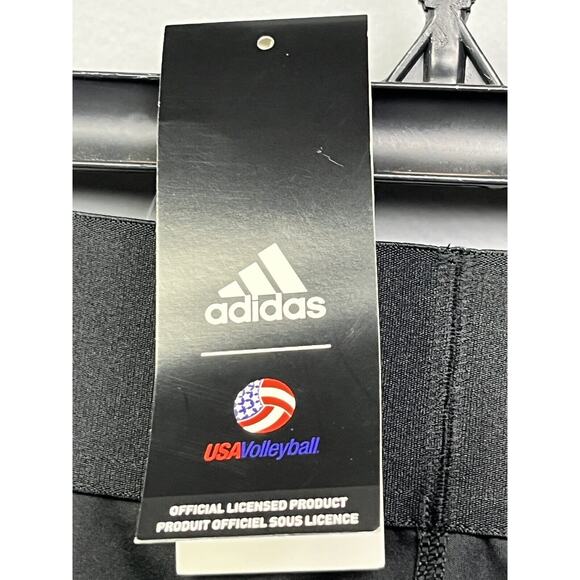 adidas
USAVolleyball.
OFFICIAL LICENSED PRODUCT
PRODUIT OFFICIEL SOUS LICENCE